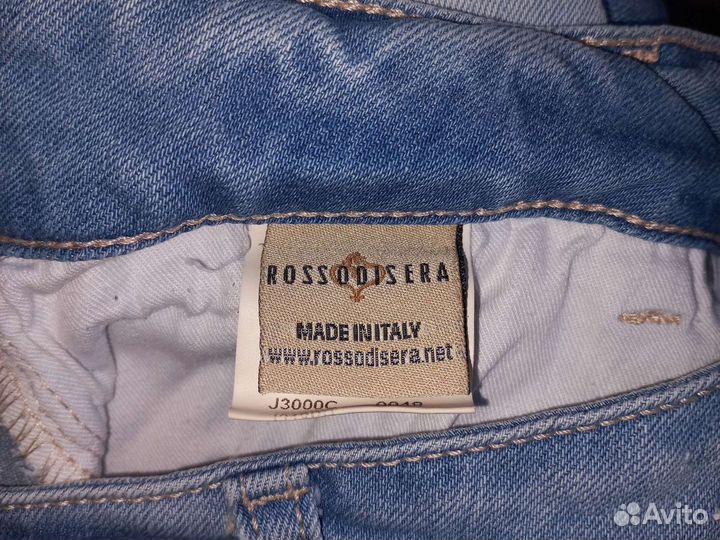 ROSSODISERA
MADE IN ITALY
www.rossodisera.net
J3000C
Avito